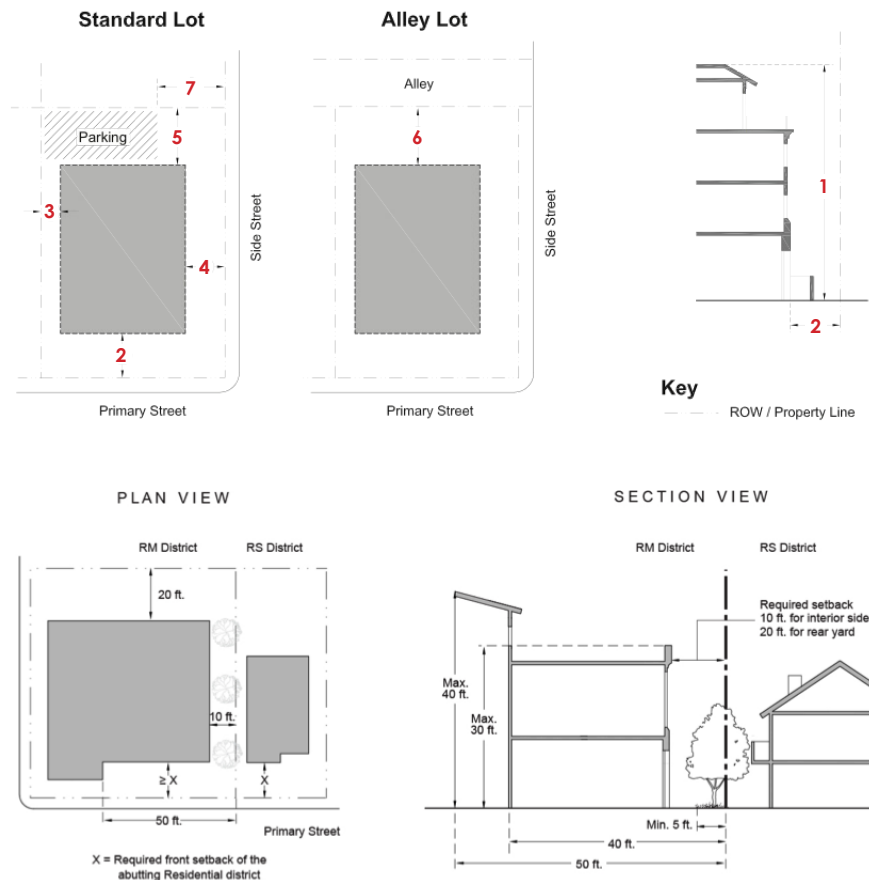 Standard Lot
Alley Lot
7
Alley
Parking
5
6
1
3
4
Side Street
Side Street
2
2
Primary Street
Primary Street
Key
ROW / Property Line
PLAN VIEW
RM District
RS District
20 ft.
10 ft.
≥ X
X
50 ft.
Primary Street
X = Required front setback of the
abutting Residential district
SECTION VIEW
RM District
RS District
Required setback
10 ft. for interior side
20 ft. for rear yard
Max.
40 ft.
Max.
30 ft.
Min. 5 ft.
40 ft.
50 ft.